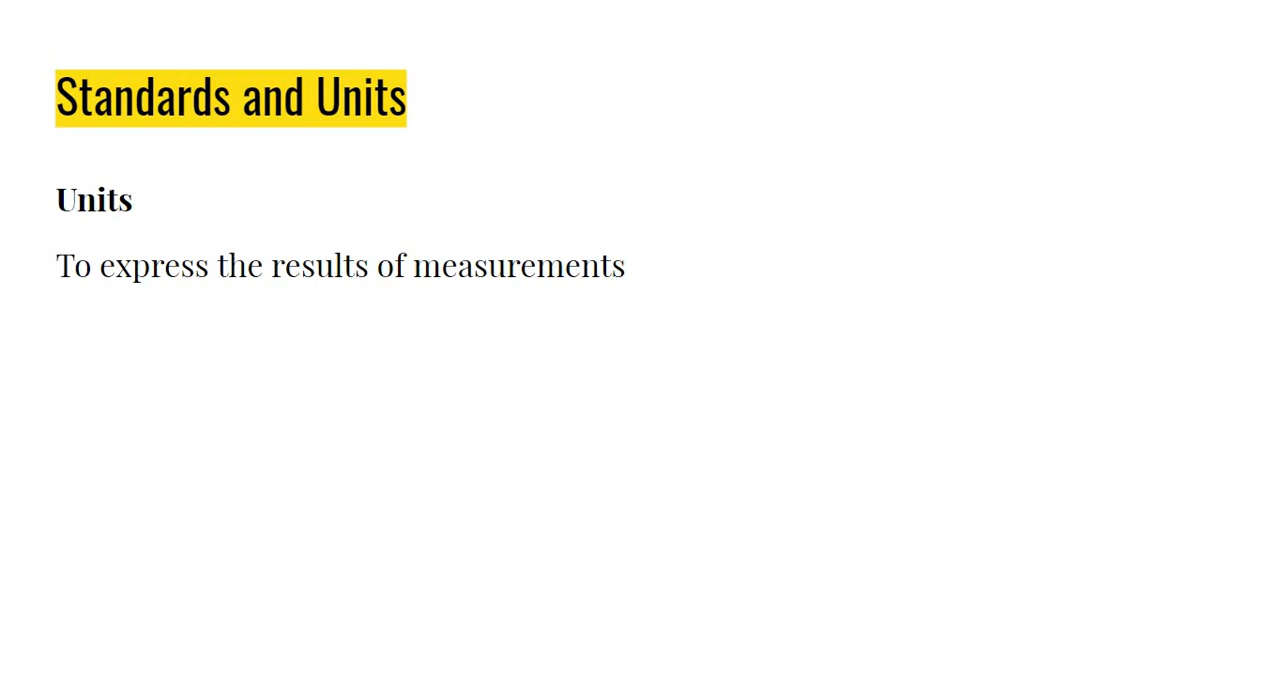 Standards and Units
Units
To express the results of measurements